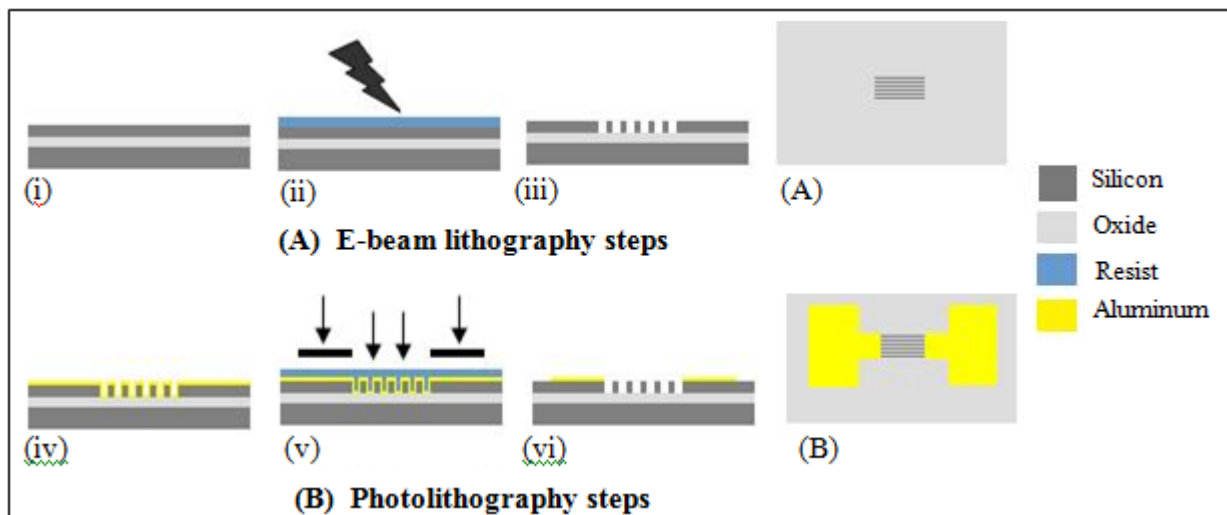 (i)
(ii)
(iii)
(A)
(A) E-beam lithography steps
Silicon
Oxide
Resist
Aluminum
(iv)
(v)
(vi)
(B)
(B) Photolithography steps